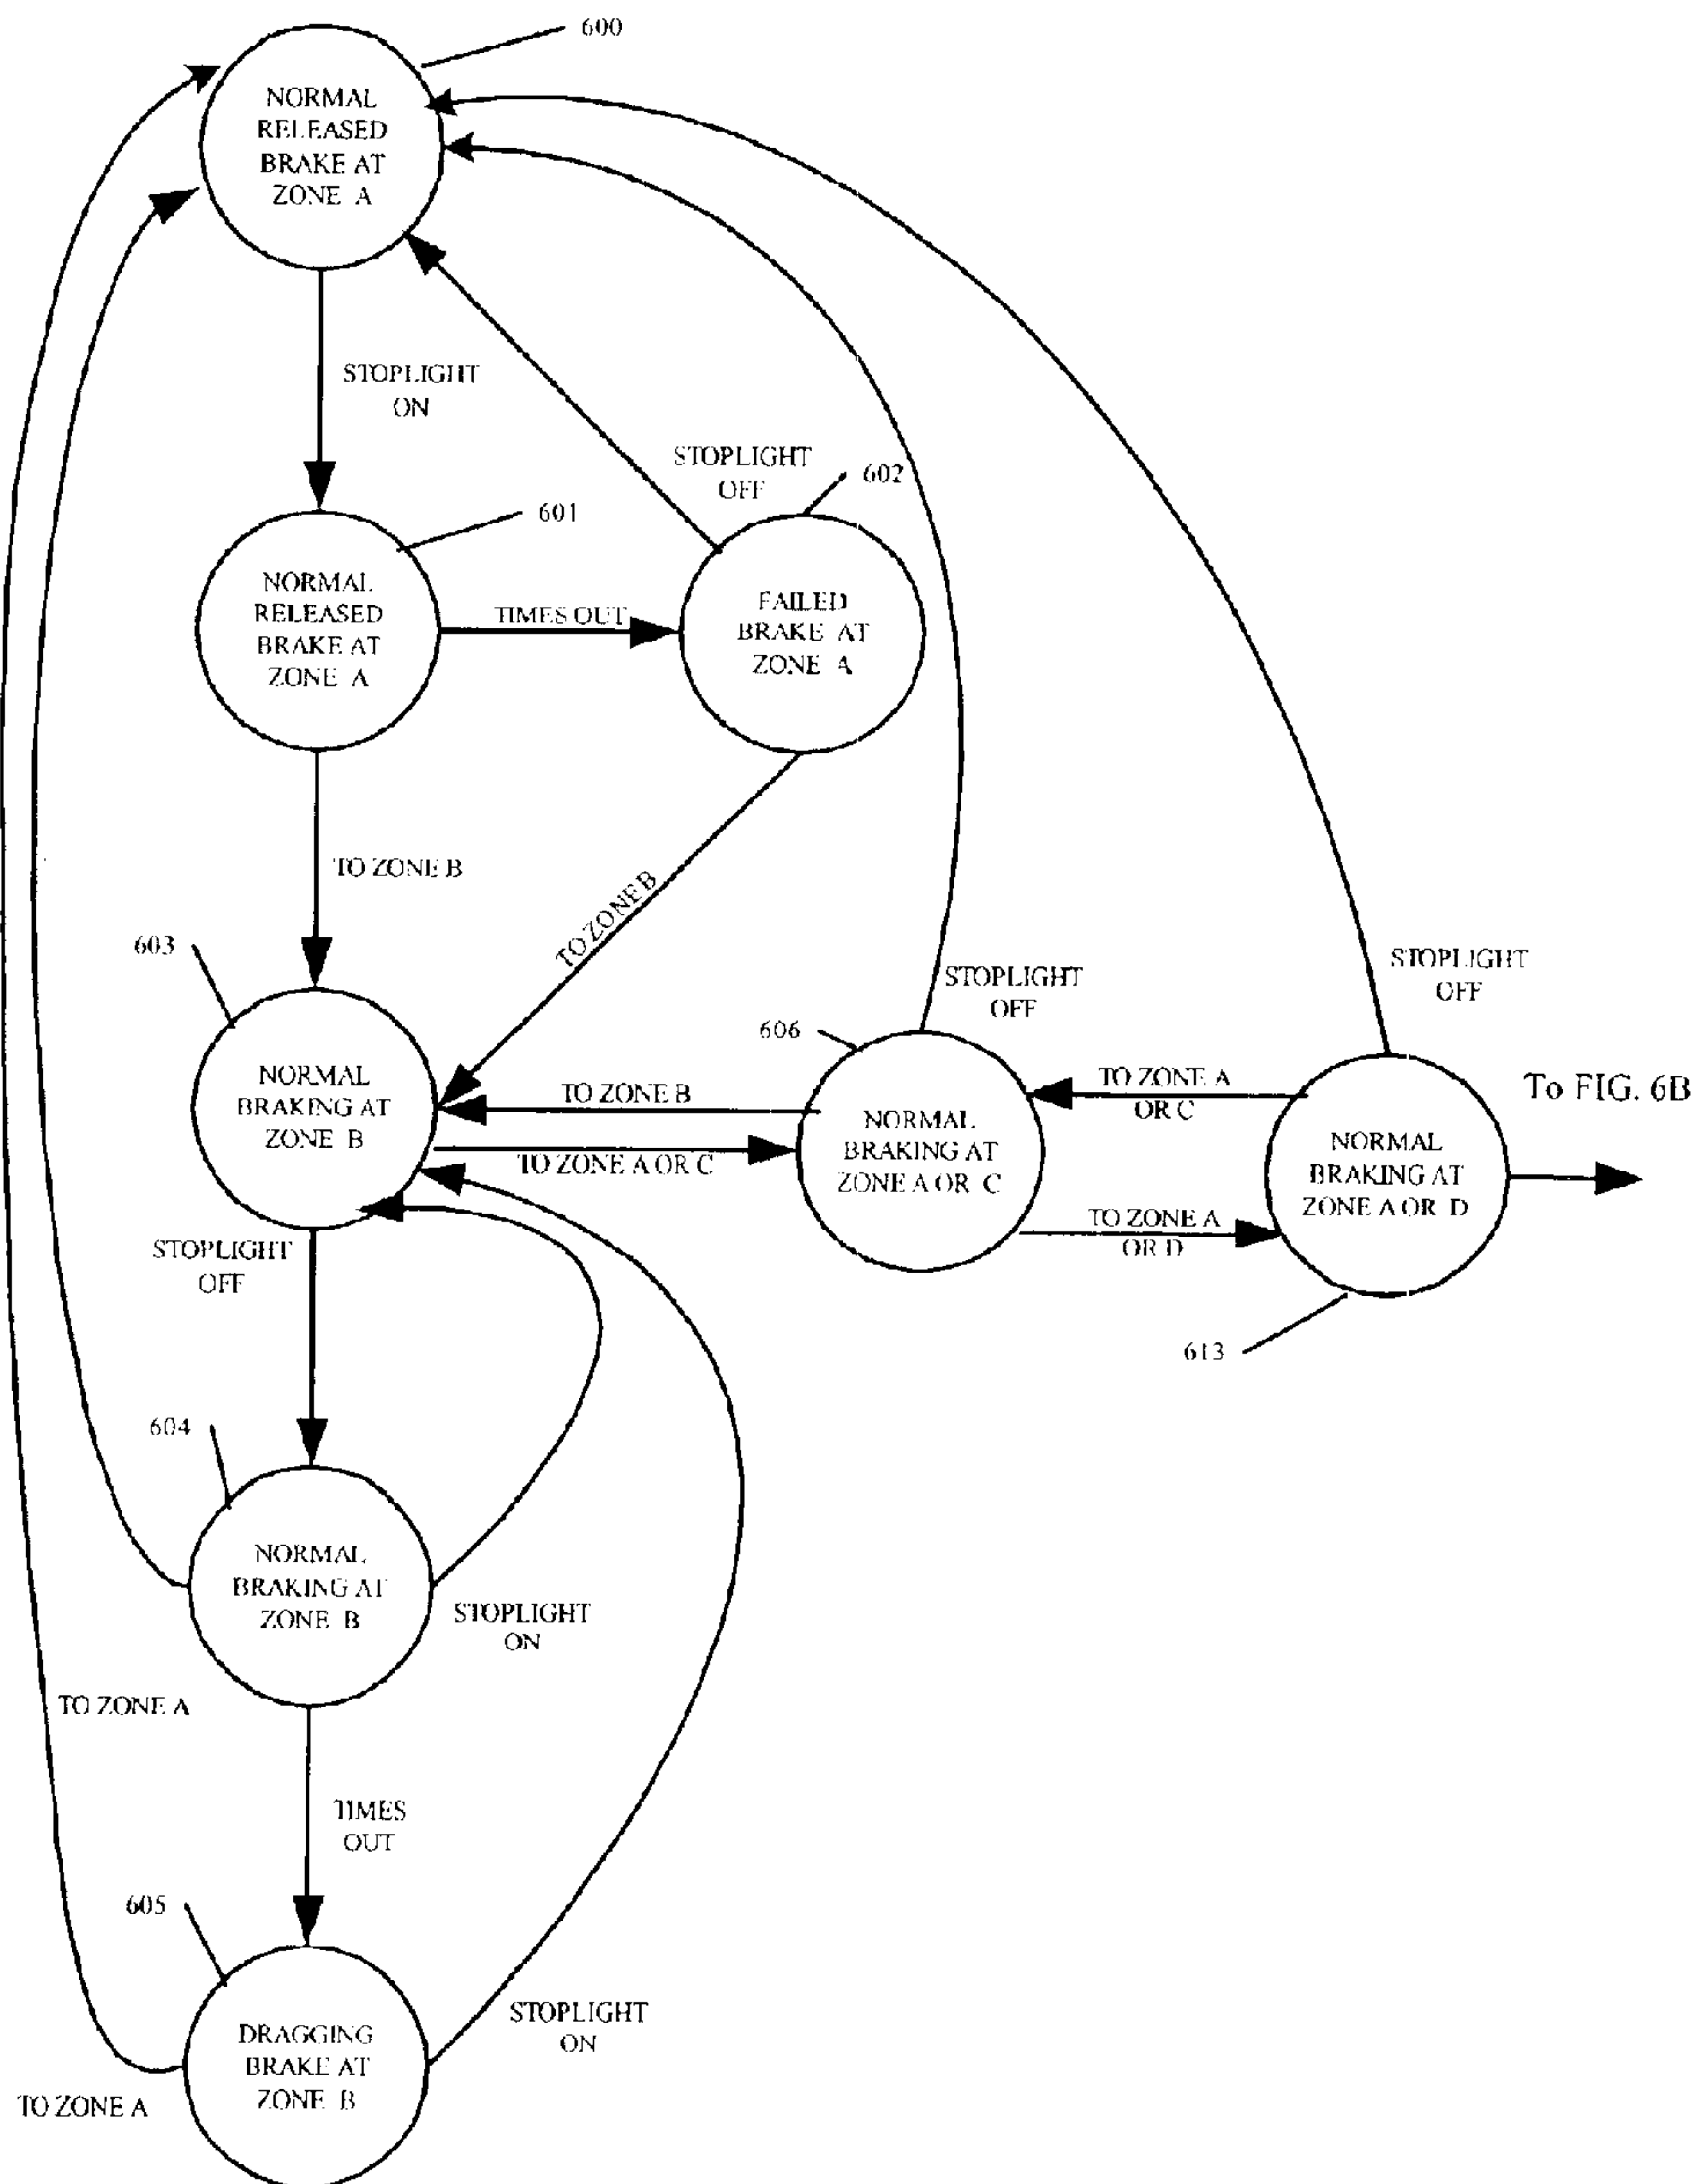 600
NORMAL
RELEASED
BRAKE AT
ZONE A
STOPLIGHT
ON
STOPLIGHT
OFF
602
601
NORMAL
RELEASED
BRAKE AT
ZONE A
TIMES OUT
FAILED
BRAKE AT
ZONE A
TO ZONE B
TO ZONE B
603
STOPLIGHT
OFF
STOPLIGHT
OFF
606
NORMAL
BRAKING AT
ZONE B
TO ZONE B
TO ZONE A OR C
NORMAL
BRAKING AT
ZONE A OR C
TO ZONE A
OR C
TO ZONE A
OR D
NORMAL
BRAKING AT
ZONE A OR D
To FIG. 6B
613
STOPLIGHT
OFF
604
NORMAL
BRAKING AT
ZONE B
STOPLIGHT
ON
TO ZONE A
TIMES
OUT
605
DRAGGING
BRAKE AT
ZONE B
STOPLIGHT
ON
TO ZONE A